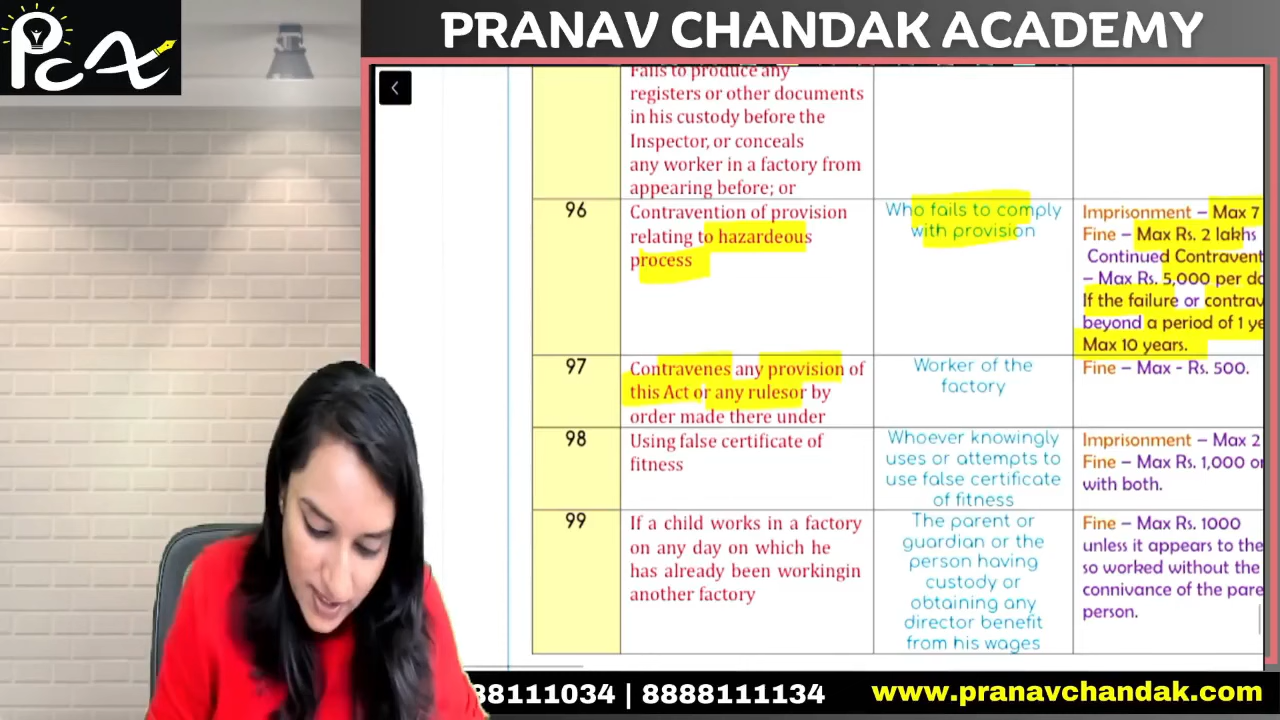 PCA
PRANAV CHANDAK ACADEMY
Fails to produce any
registers or other documents
in his custody before the
Inspector, or conceals
any worker in a factory from
appearing before; or
96
Contravention of provision
relating to hazardeous
process
Who fails to comply
with provision
Imprisonment – Max 7
Fine – Max Rs. 2 lakhs
Continued
– Max Rs. 5,000 per
If the failure or
beyond a period of 1
Max 10 years.
97
Contravenes any provision of
this Act or any rulesor by
order made there under
Worker of the
factory
Fine – Max - Rs. 500.
98
Using false certificate of
fitness
Whoever knowingly
uses or attempts to
use false certificate
of fitness
Imprisonment – Max 2
Fine – Max Rs. 1,000
with both.
99
If a child works in a factory
on any day on which he
has already been workingin
another factory
The parent or
guardian or the
person having
custody or
obtaining any
director benefit
from his wages
Fine – Max Rs. 1000
unless it appears to the
so worked without the
connivance of the
person.
88111034 | 8888111134
www.pranavchandak.com